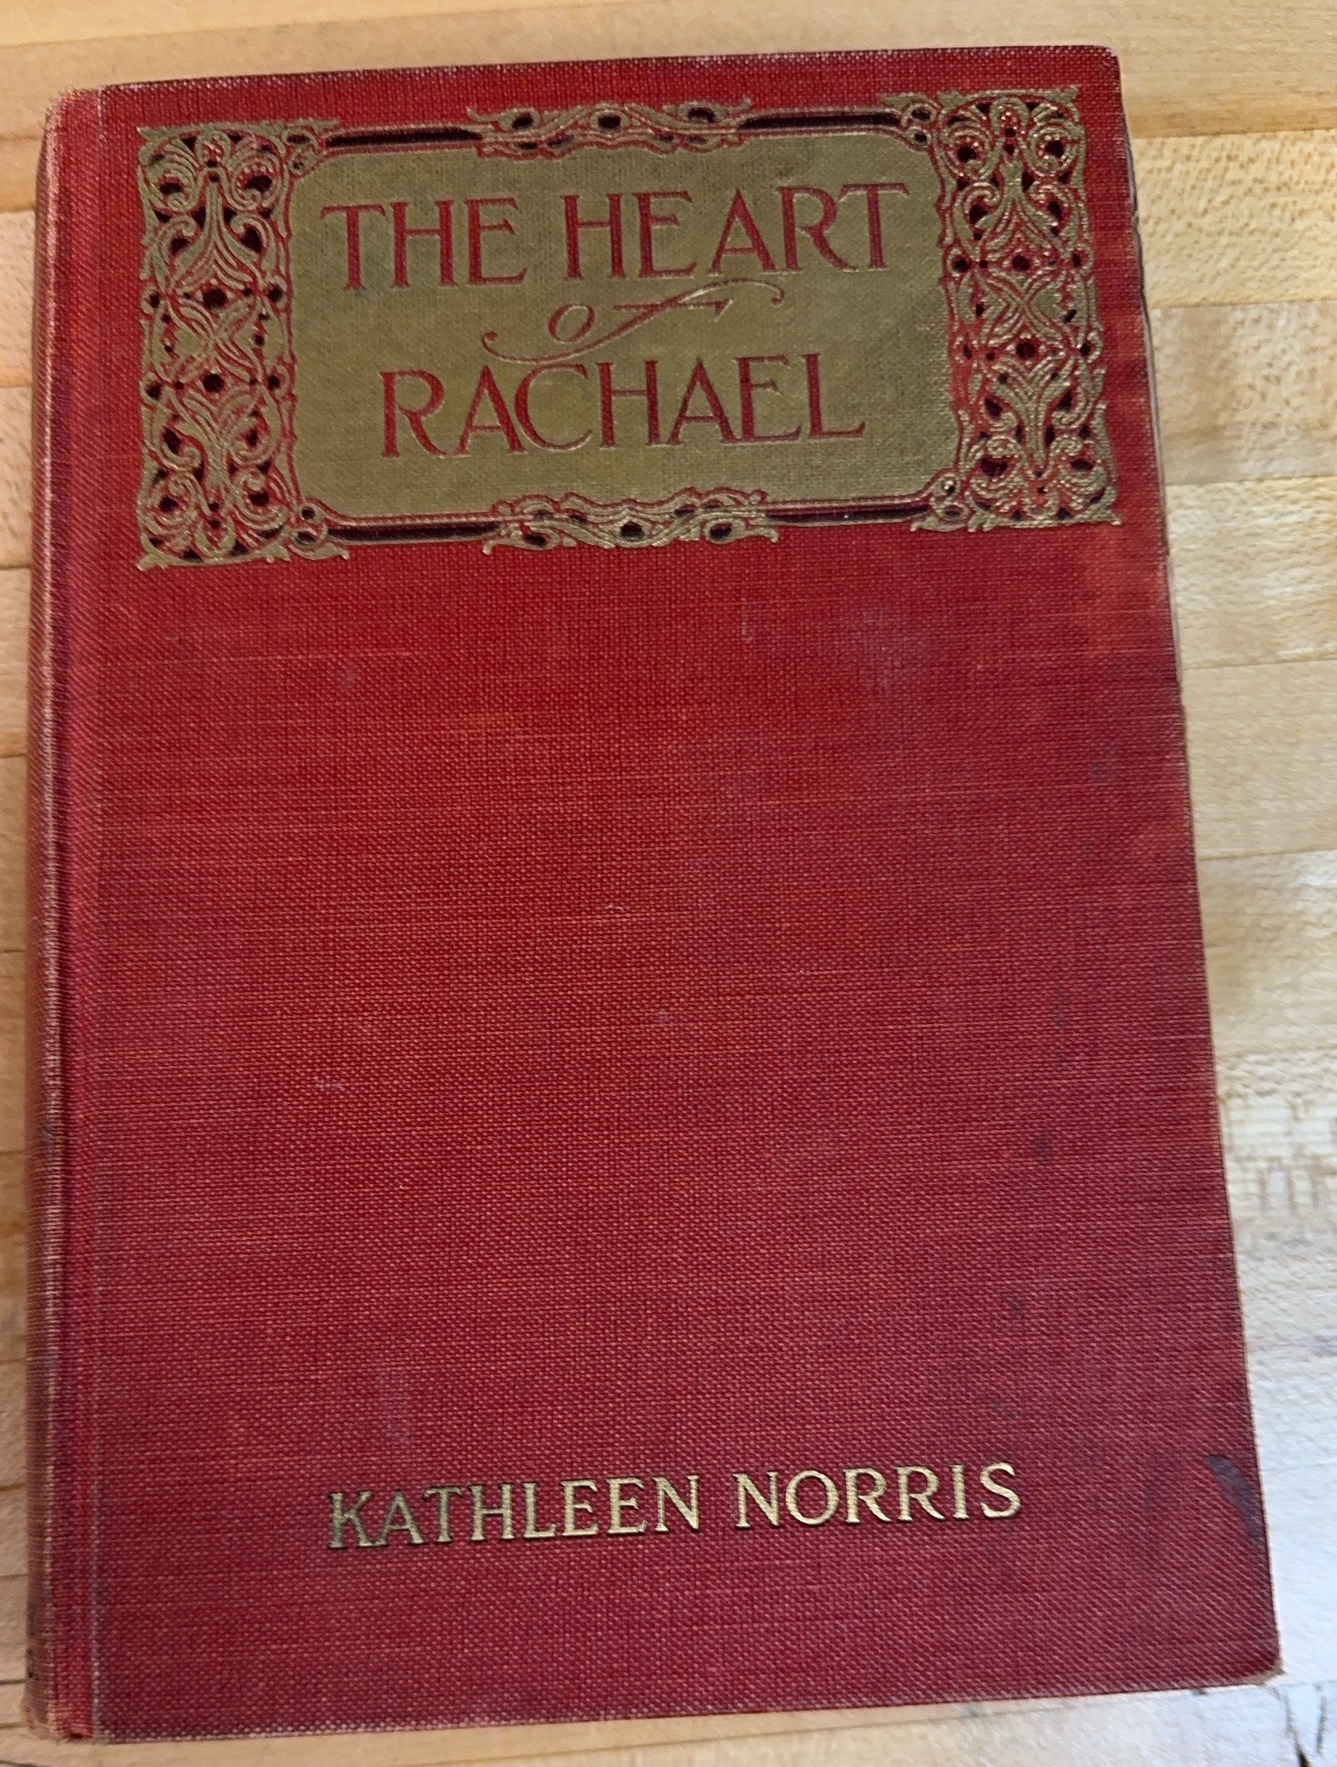 THE HEART
of
RACHAEL
KATHLEEN NORRIS